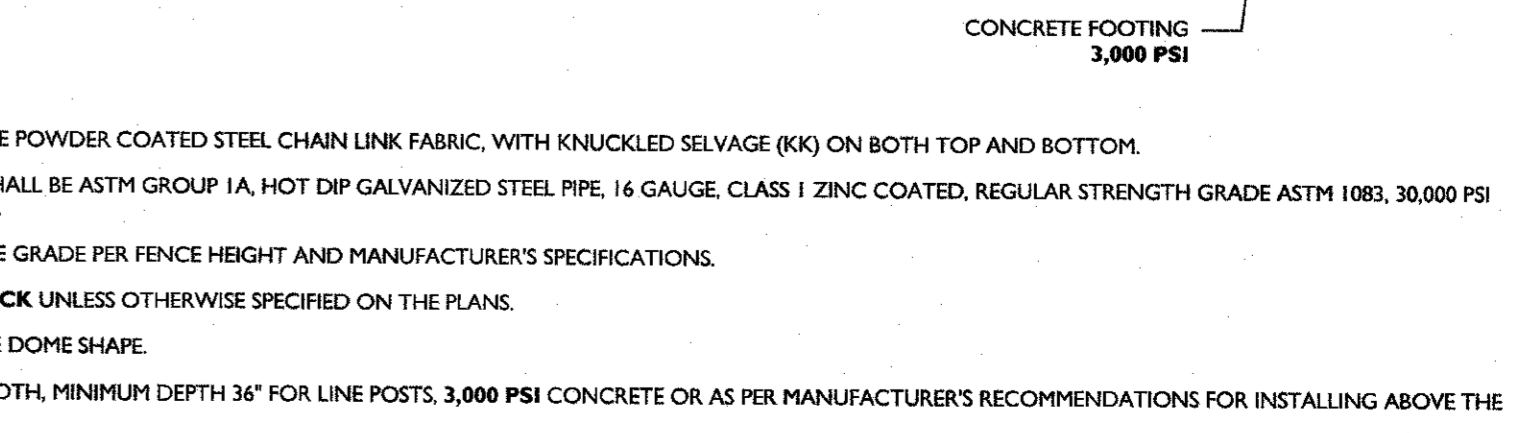 CONCRETE FOOTING
3,000 PSI
E POWDER COATED STEEL CHAIN LINK FABRIC, WITH KNUCKLED SELVAGE (KK) ON BOTH TOP AND BOTTOM.
HALL BE ASTM GROUP 1A, HOT DIP GALVANIZED STEEL PIPE, 16 GAUGE, CLASS 1 ZINC COATED, REGULAR STRENGTH GRADE ASTM 1083, 30,000 PSI
E GRADE PER FENCE HEIGHT AND MANUFACTURER'S SPECIFICATIONS.
CK UNLESS OTHERWISE SPECIFIED ON THE PLANS.
E DOME SHAPE.
OTH, MINIMUM DEPTH 36" FOR LINE POSTS, 3,000 PSI CONCRETE OR AS PER MANUFACTURER'S RECOMMENDATIONS FOR INSTALLING ABOVE THE